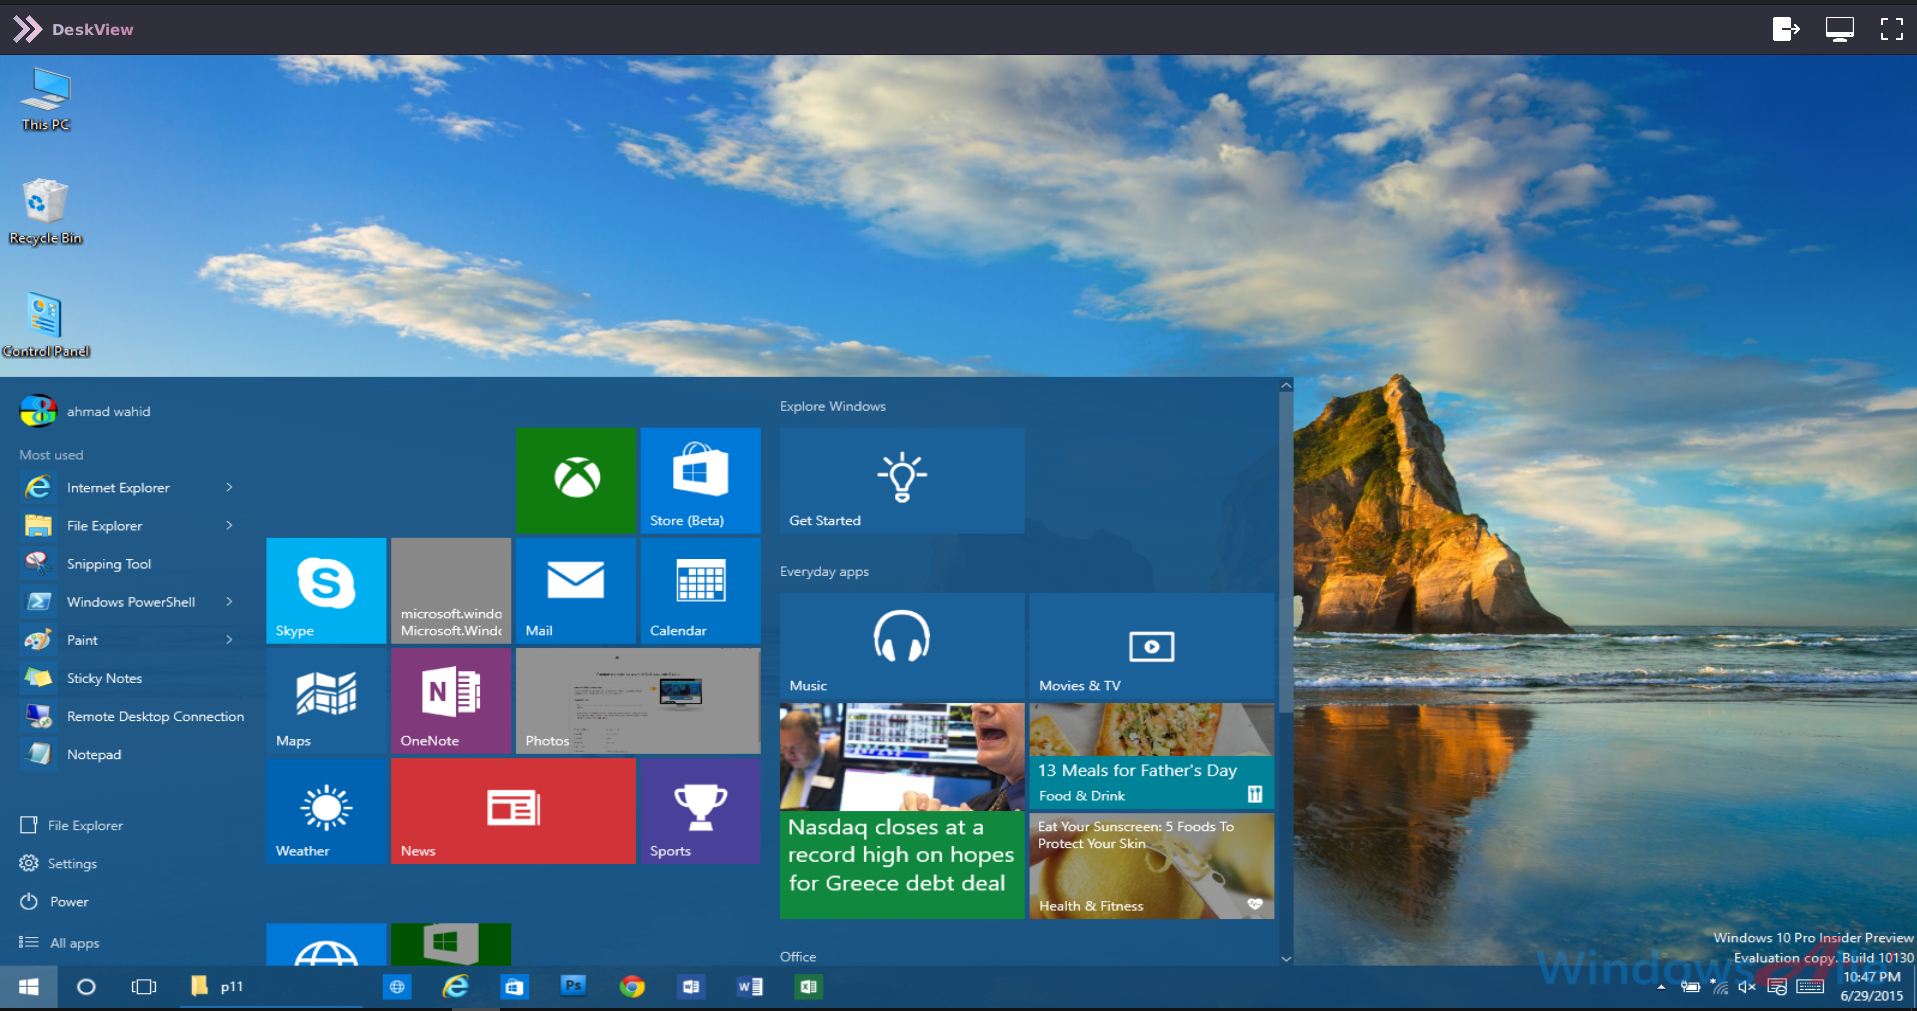 DeskView
This PC
Recycle Bin
Control Panel
ahmad wahid
Most used
Internet Explorer
File Explorer
Snipping Tool
Windows PowerShell
Paint
Sticky Notes
Remote Desktop Connection
Notepad
File Explorer
Settings
Power
All apps
Store (Beta)
Skype
microsoft.windo
Microsoft.Windo
Mail
Calendar
Maps
OneNote
Photos
Weather
News
Sports
Explore Windows
Get Started
Everyday apps
Music
Movies & TV
Nasdaq closes at a
record high on hopes
for Greece debt deal
13 Meals for Father's Day
Food & Drink
Eat Your Sunscreen: 5 Foods To
Protect Your Skin
Health & Fitness
Office
Windows 10 Pro Insider Preview
Evaluation copy. Build 10130
p11
Ps
10:47 PM
6/29/2015